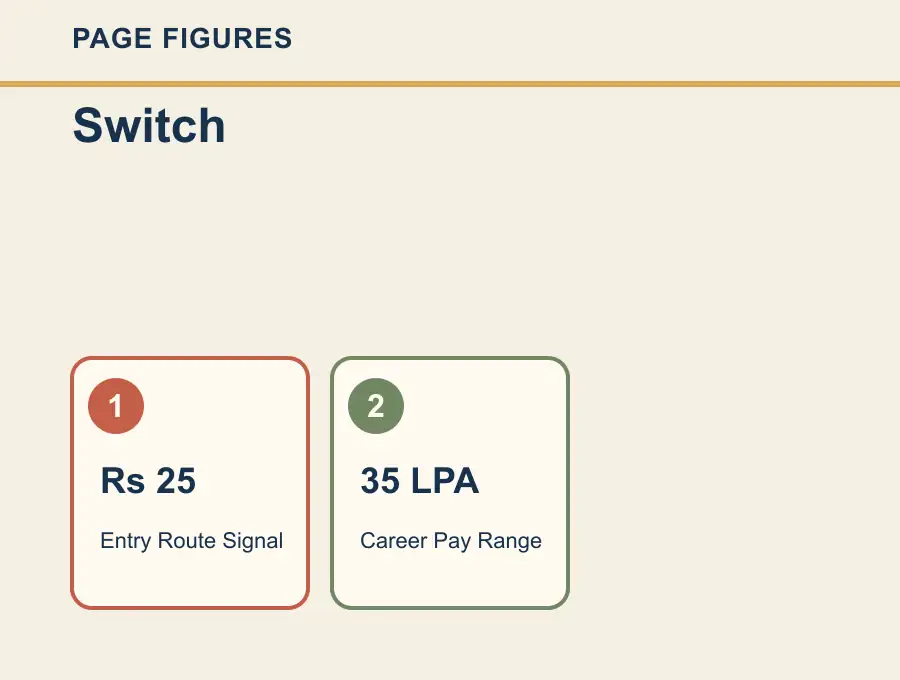 PAGE FIGURES
Switch
1
Rs 25
Entry Route Signal
2
35 LPA
Career Pay Range